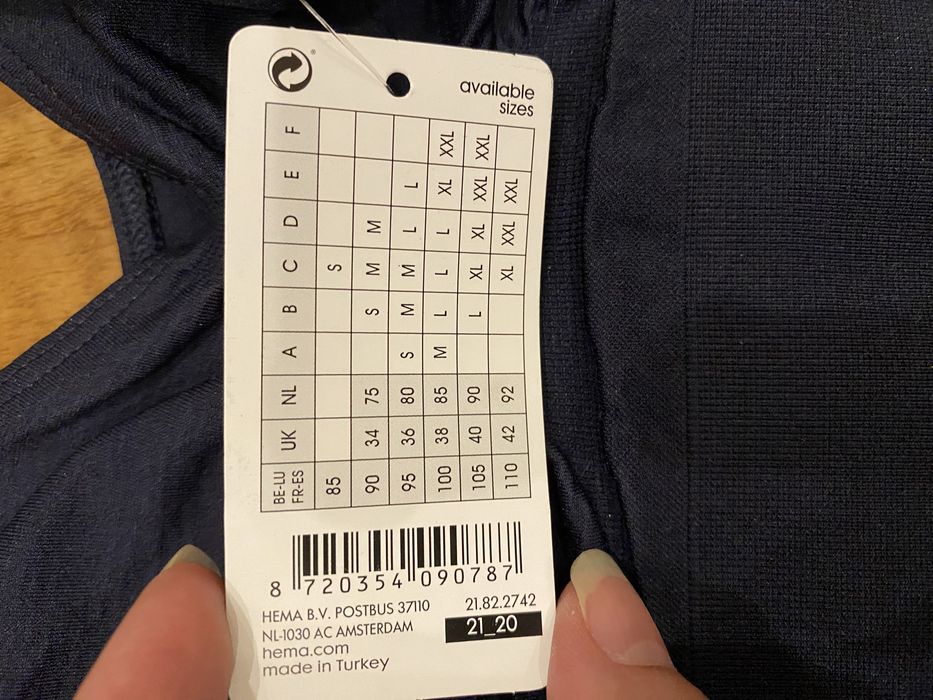 ®
available
sizes
BE-LU UK NL A B C D E F
FR-ES
85 S
90 34 75 S M M
95 36 80 S M M L L
100 38 85 M L L L XL XXL
105 40 90 L XL XL XXL XXL
110 42 92 XL XXL XXL
8 720354 090787
HEMA B.V. POSTBUS 37110
NL-1030 AC AMSTERDAM
hema.com
made in Turkey
21.82.2742
21_20